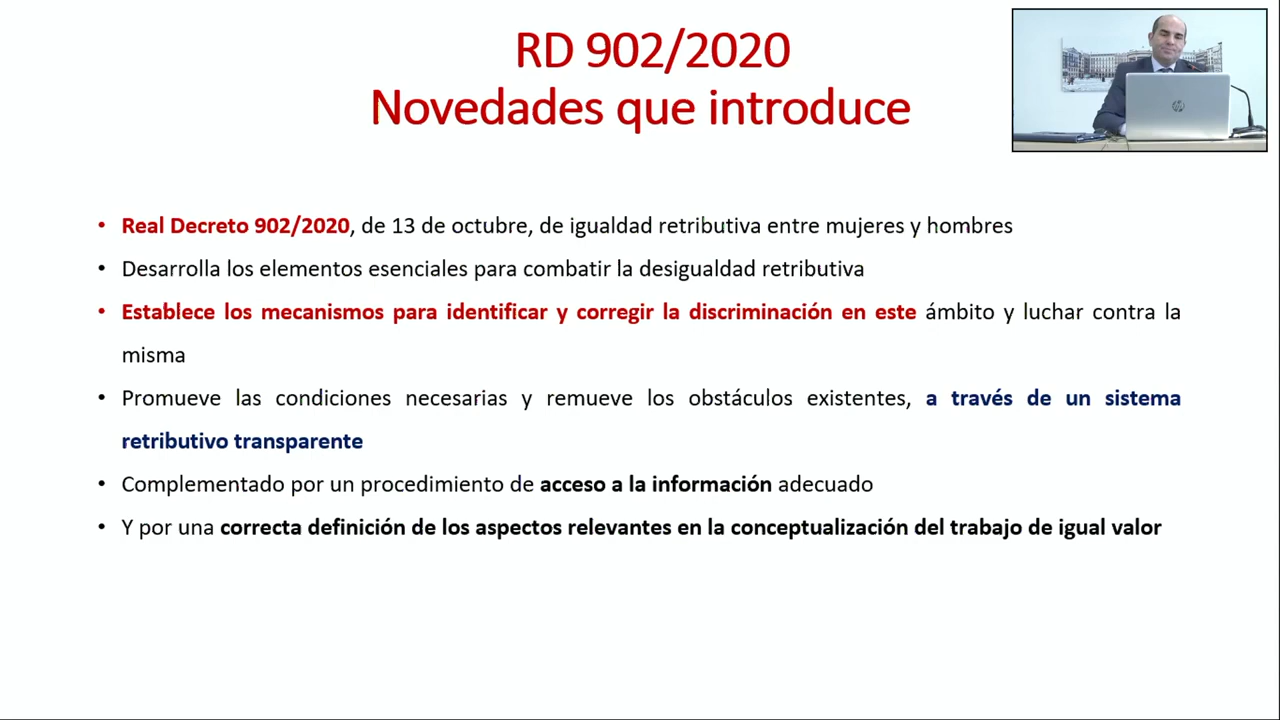 RD 902/2020
Novedades que introduce
• Real Decreto 902/2020, de 13 de octubre, de igualdad retributiva entre mujeres y hombres
• Desarrolla los elementos esenciales para combatir la desigualdad retributiva
• Establece los mecanismos para identificar y corregir la discriminación en este ámbito y luchar contra la
misma
• Promueve las condiciones necesarias y remueve los obstáculos existentes, a través de un sistema
retributivo transparente
• Complementado por un procedimiento de acceso a la información adecuado
• Y por una correcta definición de los aspectos relevantes en la conceptualización del trabajo de igual valor
hp